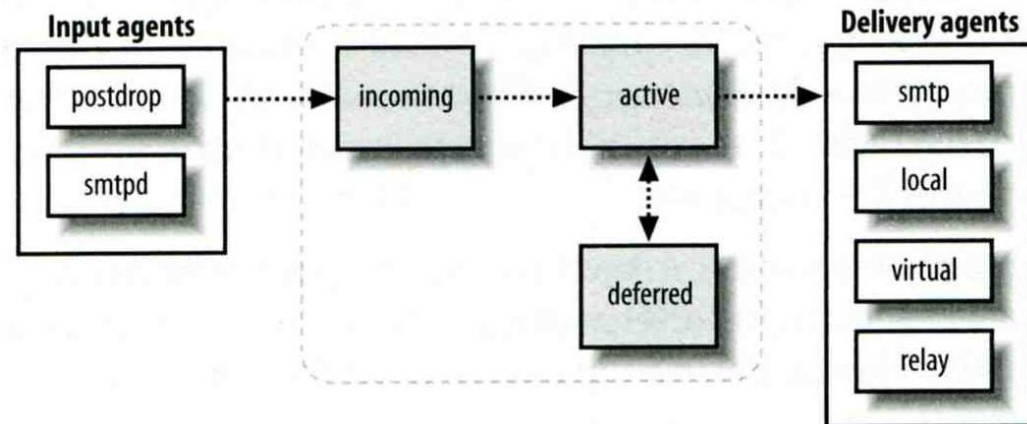 Input agents
postdrop
smtpd
incoming
active
deferred
Delivery agents
smtp
local
virtual
relay